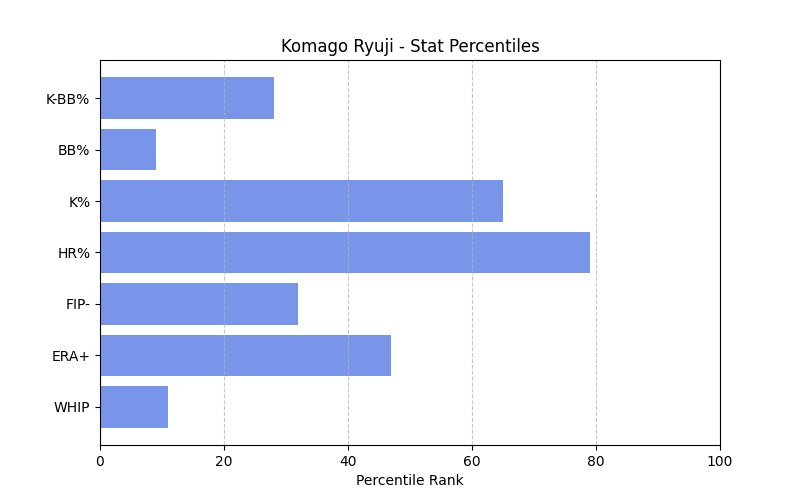 Komago Ryuji - Stat Percentiles
K-BB%
BB%
K%
HR%
FIP-
ERA+
WHIP
0 20 40 60 80 100
Percentile Rank